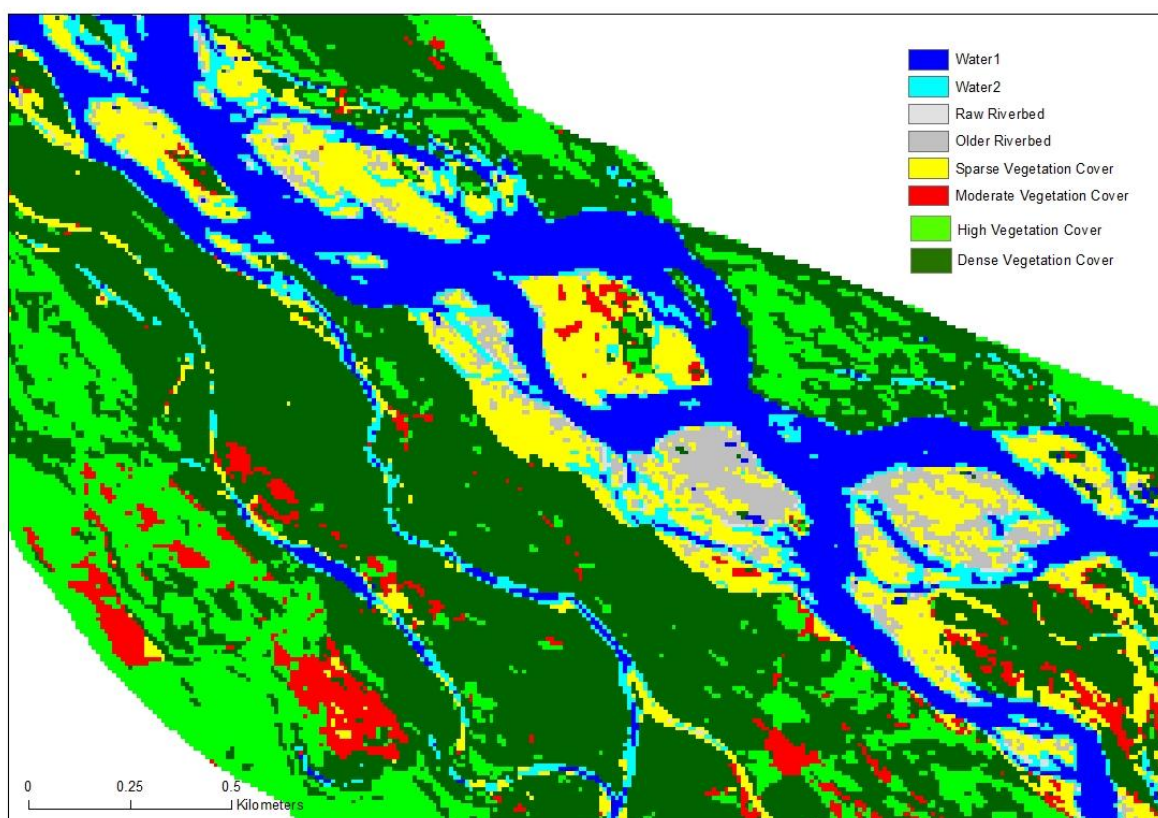 Water1
Water2
Raw Riverbed
Older Riverbed
Sparse Vegetation Cover
Moderate Vegetation Cover
High Vegetation Cover
Dense Vegetation Cover
0 0.25 0.5
Kilometers